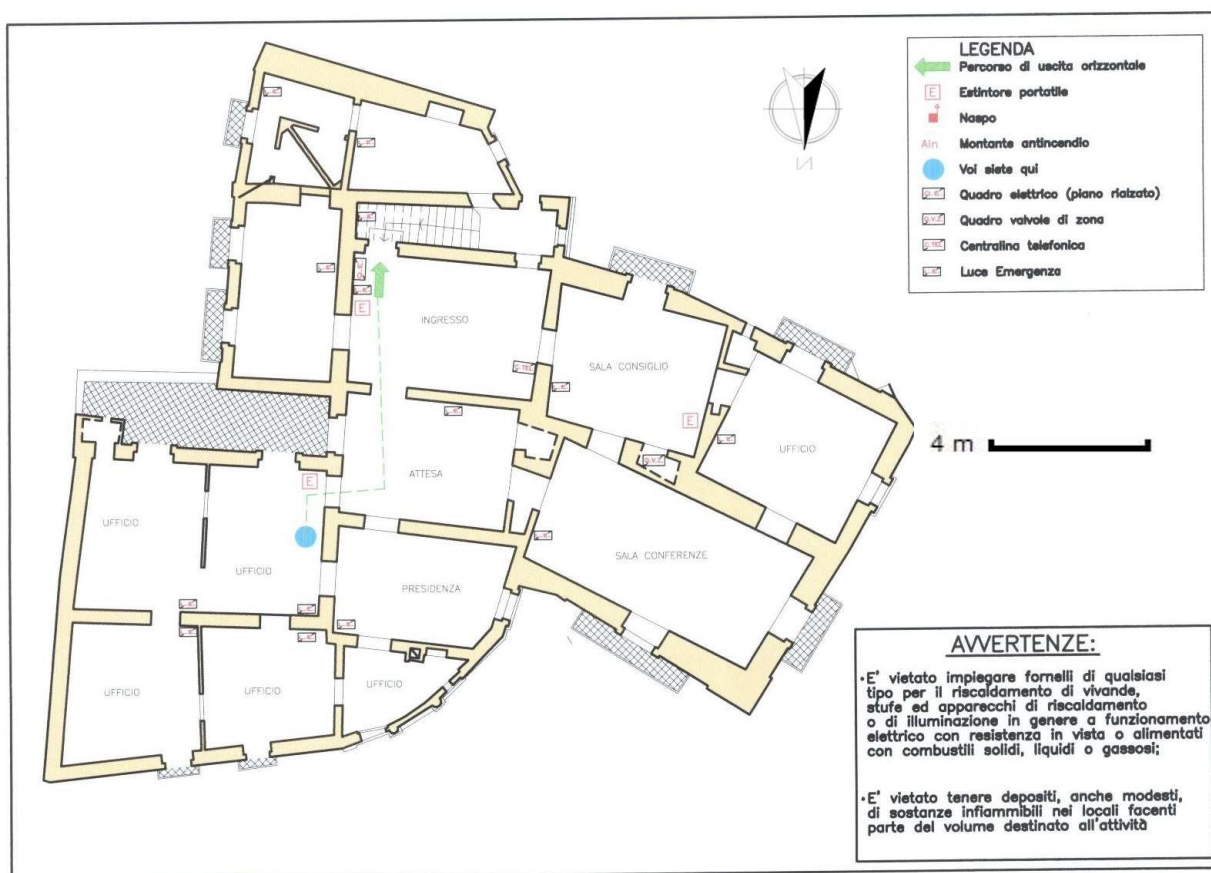 LEGENDA
Percorso di uscita orizzontale
E Estintore portatile
Naspo
Ain Montante antincendio
Voi siete qui
Q.E. Quadro elettrico (piano rialzato)
Q.V.Z. Quadro valvole di zona
C.TEL Centralina telefonica
L.E. Luce Emergenza
N
L.E.
L.E.
L.E.
L.E.
Q.E.
L.E.
E
INGRESSO
C.TEL
SALA CONSIGLIO
L.E.
L.E.
E
L.E.
UFFICIO
4 m
Q.V.Z.
ATTESA
E
UFFICIO
L.E.
SALA CONFERENZE
UFFICIO
PRESIDENZA
L.E.
L.E.
L.E.
L.E.
L.E.
UFFICIO
UFFICIO
UFFICIO
AVVERTENZE:
•E' vietato impiegare fornelli di qualsiasi
tipo per il riscaldamento di vivande,
stufe ed apparecchi di riscaldamento
o di illuminazione in genere a funzionamento
elettrico con resistenza in vista o alimentati
con combustili solidi, liquidi o gassosi;
•E' vietato tenere depositi, anche modesti,
di sostanze infiammibili nei locali facenti
parte del volume destinato all'attività